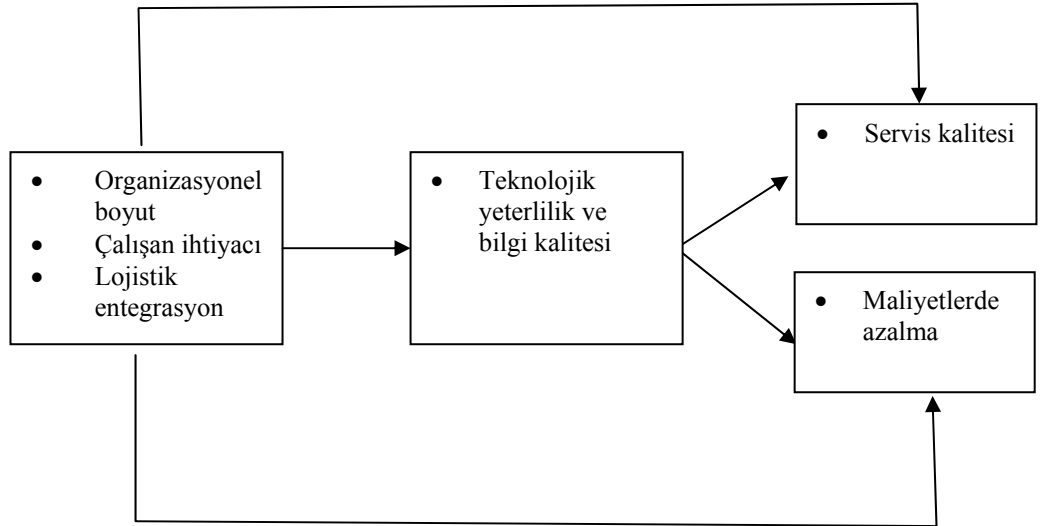 • Organizasyonel
boyut
• Çalışan ihtiyacı
• Lojistik
entegrasyon
• Teknolojik
yeterlilik ve
bilgi kalitesi
• Servis kalitesi
• Maliyetlerde
azalma